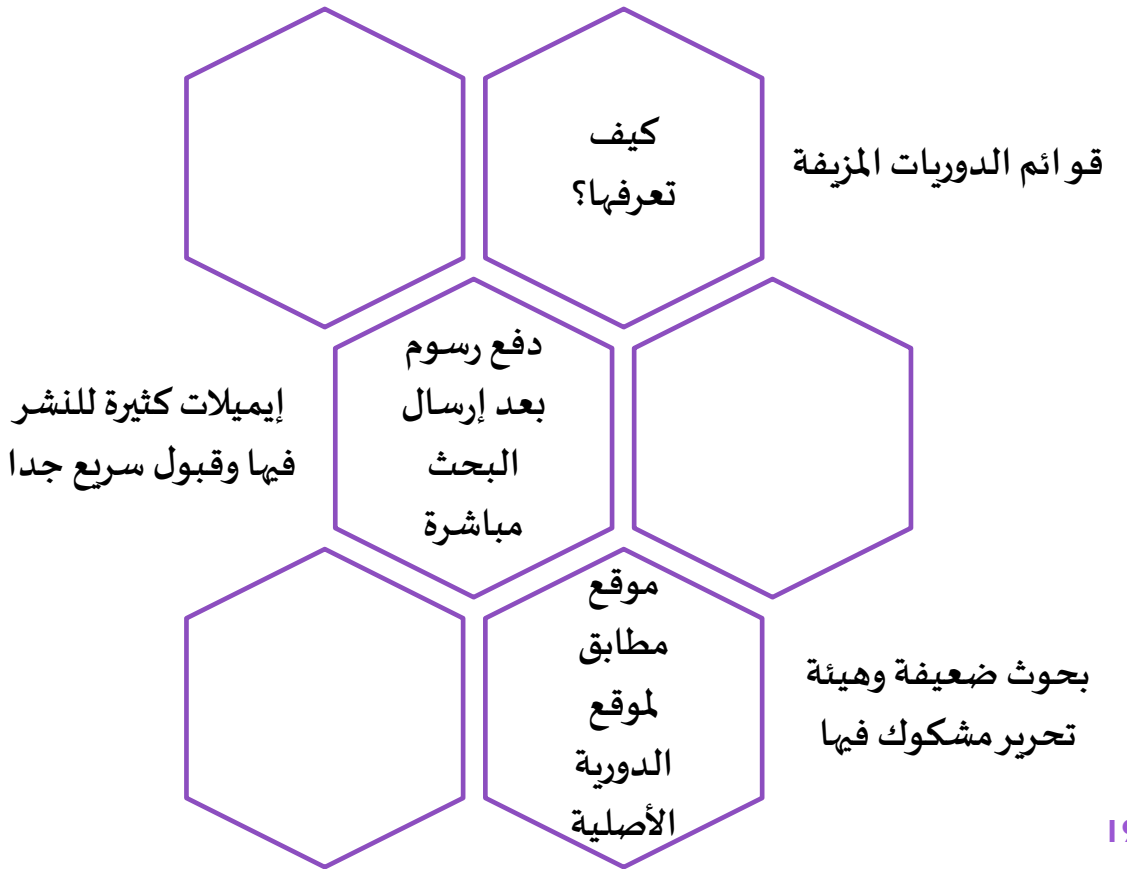 كيف
تعرفها؟
قوائم الدوريات المزيفة
دفع رسوم
بعد إرسال
البحث
مباشرة
إيميلات كثيرة للنشر
فيها وقبول سريع جدا
موقع
مطابق
لموقع
الدورية
الأصلية
بحوث ضعيفة وهيئة
تحرير مشكوك فيها